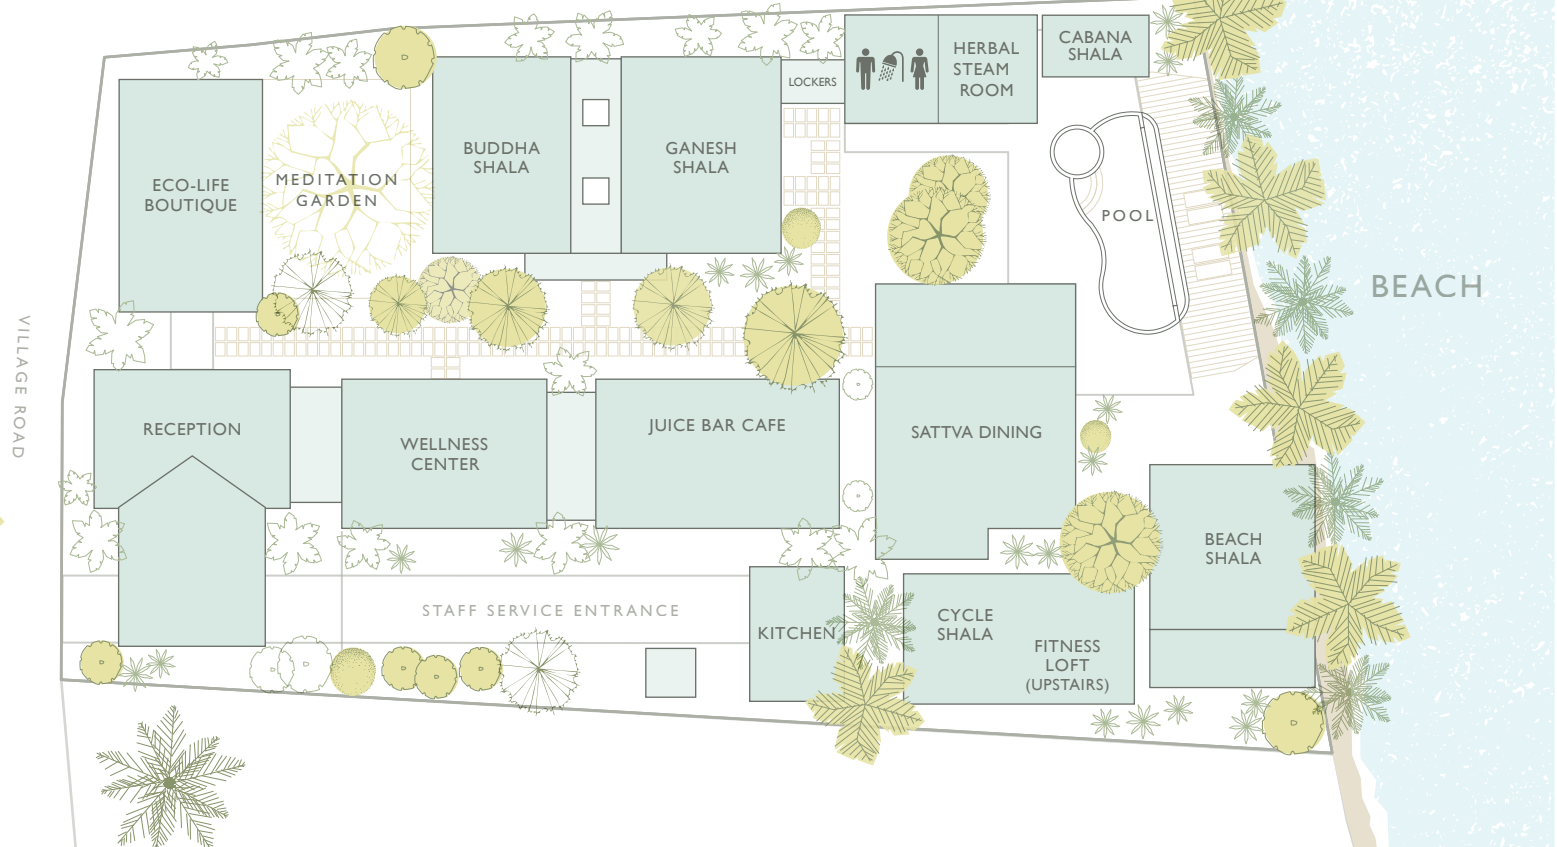 CABANA
SHALA
HERBAL
STEAM
ROOM
LOCKERS
BUDDHA
SHALA
GANESH
SHALA
ECO-LIFE
BOUTIQUE
MEDITATION
GARDEN
POOL
BEACH
VILLAGE ROAD
RECEPTION
WELLNESS
CENTER
JUICE BAR CAFE
SATTVA DINING
BEACH
SHALA
STAFF SERVICE ENTRANCE
KITCHEN
CYCLE
SHALA
FITNESS
LOFT
(UPSTAIRS)